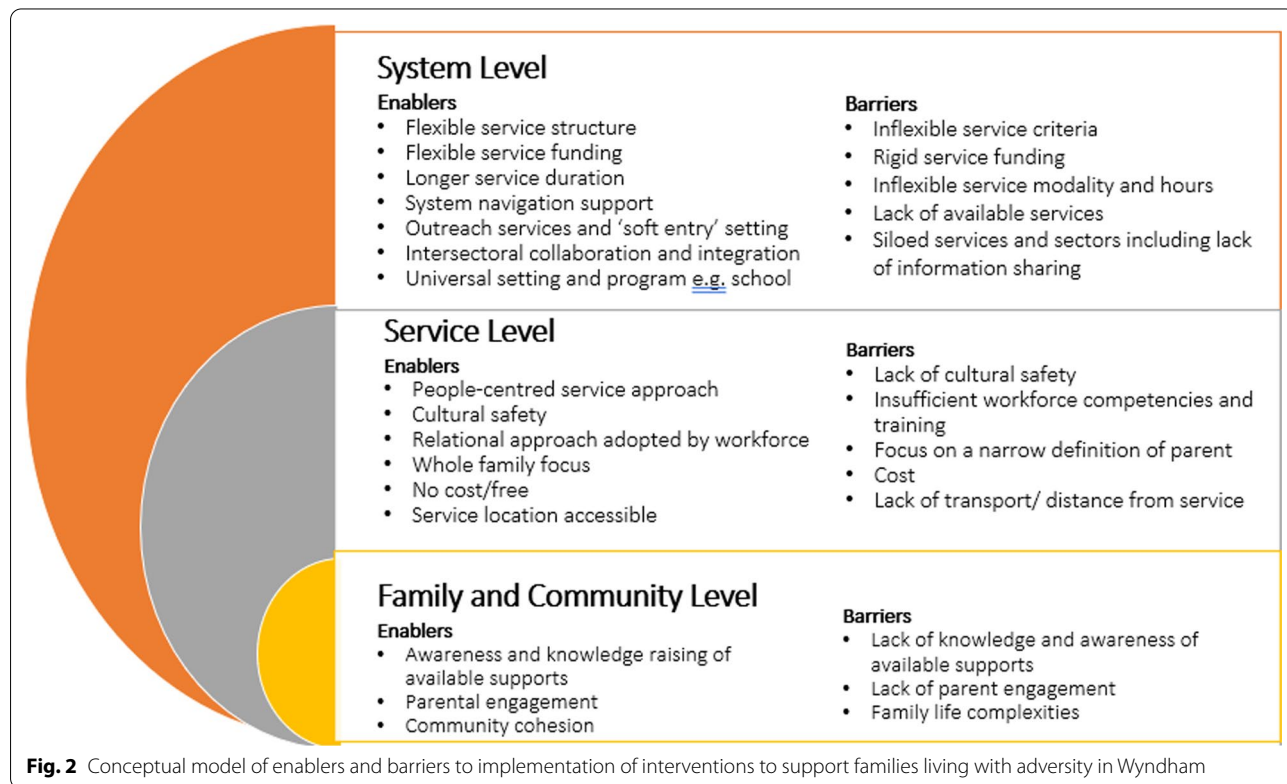 System Level
Enablers
• Flexible service structure
• Flexible service funding
• Longer service duration
• System navigation support
• Outreach services and ‘soft entry’ setting
• Intersectoral collaboration and integration
• Universal setting and program e.g. school
Barriers
• Inflexible service criteria
• Rigid service funding
• Inflexible service modality and hours
• Lack of available services
• Siloed services and sectors including lack
of information sharing
Service Level
Enablers
• People-centred service approach
• Cultural safety
• Relational approach adopted by workforce
• Whole family focus
• No cost/free
• Service location accessible
Barriers
• Lack of cultural safety
• Insufficient workforce competencies and
training
• Focus on a narrow definition of parent
• Cost
• Lack of transport/ distance from service
Family and Community Level
Enablers
• Awareness and knowledge raising of
available supports
• Parental engagement
• Community cohesion
Barriers
• Lack of knowledge and awareness of
available supports
• Lack of parent engagement
• Family life complexities
Fig. 2 Conceptual model of enablers and barriers to implementation of interventions to support families living with adversity in Wyndham